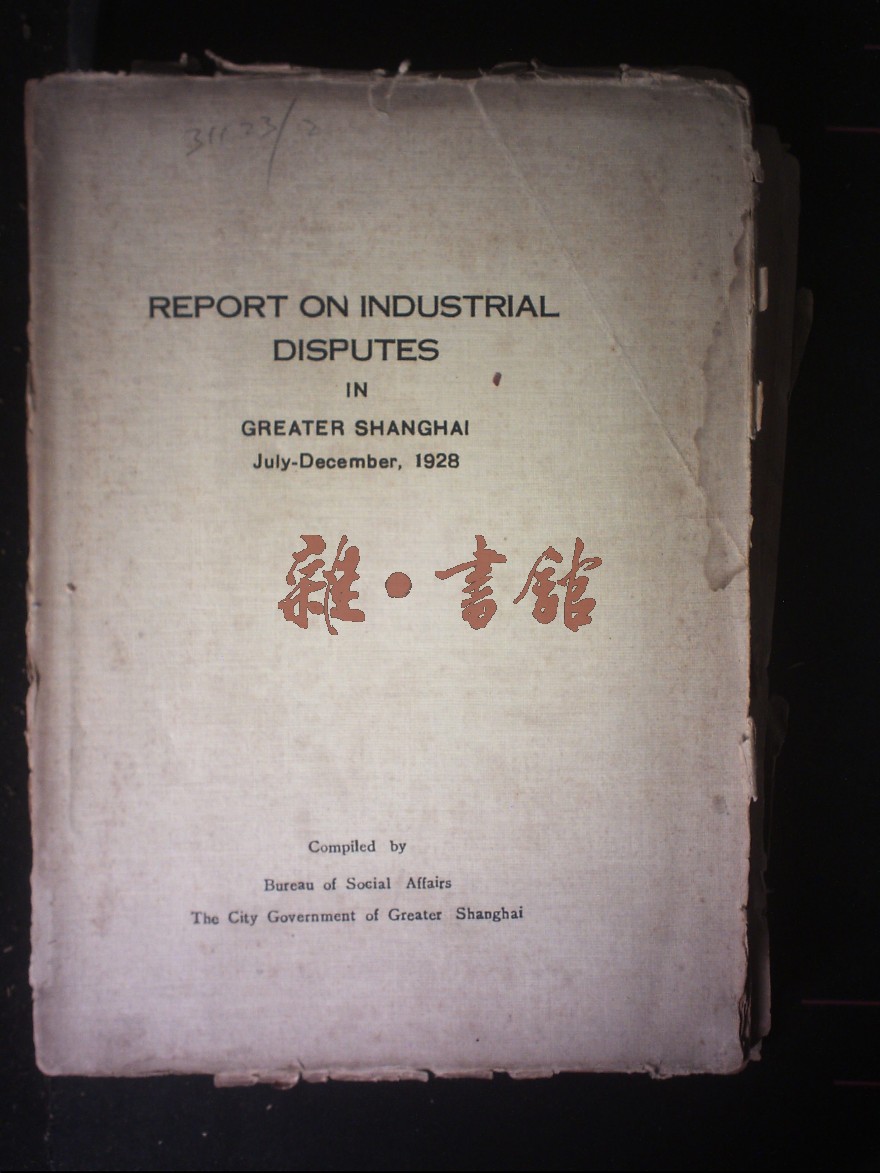 REPORT ON INDUSTRIAL
DISPUTES
IN
GREATER SHANGHAI
July-December, 1928
雜·書館
Compiled by
Bureau of Social Affairs
The City Government of Greater Shanghai